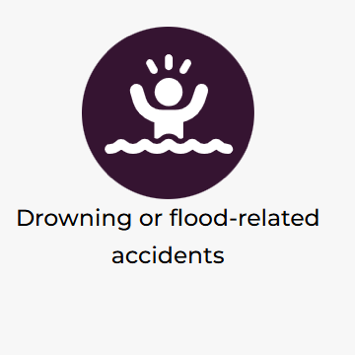 Drowning or flood-related
accidents